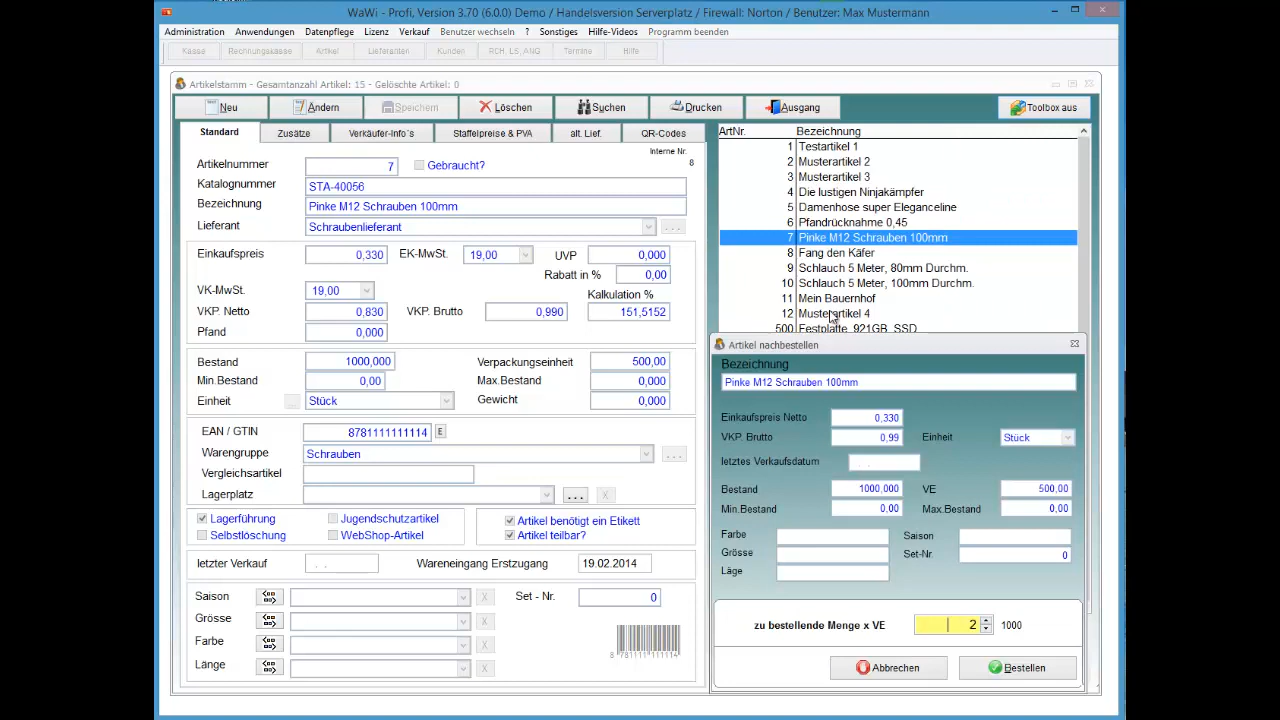 WaWi - Profi, Version 3.70 (6.0.0) Demo / Handelsversion Serverplatz / Firewall: Norton / Benutzer: Max Mustermann
Administration Anwendungen Datenpflege Lizenz Verkauf Benutzer wechseln ? Sonstiges Hilfe-Videos Programm beenden
Kasse Rechnungskasse Artikel Lieferanten Kunden RCH, LS, ANG Termine Hilfe
Artikelstamm - Gesamtanzahl Artikel: 15 - Gelöschte Artikel: 0
Neu Ändern Speichern Löschen Suchen Drucken Ausgang Toolbox aus
Standard Zusätze Verkäufer-Info´s Staffelpreise & PVA alt. Lief. QR-Codes
Interne Nr.
8
Artikelnummer 7 Gebraucht?
Katalognummer STA-40056
Bezeichnung Pinke M12 Schrauben 100mm
Lieferant Schraubenlieferant ...
Einkaufspreis 0,330 EK-MwSt. 19,00 UVP 0,000
Rabatt in % 0,00
VK-MwSt. 19,00 Kalkulation %
VKP. Netto 0,830 VKP. Brutto 0,990 151,5152
Pfand 0,000
Bestand 1000,000 Verpackungseinheit 500,00
Min.Bestand 0,00 Max.Bestand 0,000
Einheit ... Stück Gewicht 0,000
EAN / GTIN 8781111111114 E
Warengruppe Schrauben ...
Vergleichsartikel
Lagerplatz ... X
Lagerführung Jugendschutzartikel Artikel benötigt ein Etikett
Selbstlöschung WebShop-Artikel Artikel teilbar?
letzter Verkauf . . Wareneingang Erstzugang 19.02.2014
Saison X Set - Nr. 0
Grösse X
Farbe X
Länge X
8 781111 111114
ArtNr. Bezeichnung
1 Testartikel 1
2 Musterartikel 2
3 Musterartikel 3
4 Die lustigen Ninjakämpfer
5 Damenhose super Eleganceline
6 Pfandrücknahme 0,45
7 Pinke M12 Schrauben 100mm
8 Fang den Käfer
9 Schlauch 5 Meter, 80mm Durchm.
10 Schlauch 5 Meter, 100mm Durchm.
11 Mein Bauernhof
12 Musterartikel 4
500 Festplatte, 921GB, SSD
Artikel nachbestellen
Bezeichnung
Pinke M12 Schrauben 100mm
Einkaufspreis Netto 0,330
VKP. Brutto 0,99 Einheit Stück
letztes Verkaufsdatum . .
Bestand 1000,000 VE 500,00
Min.Bestand 0,00 Max.Bestand 0,00
Farbe Saison
Grösse Set-Nr. 0
Läge
zu bestellende Menge x VE 2 1000
Abbrechen Bestellen